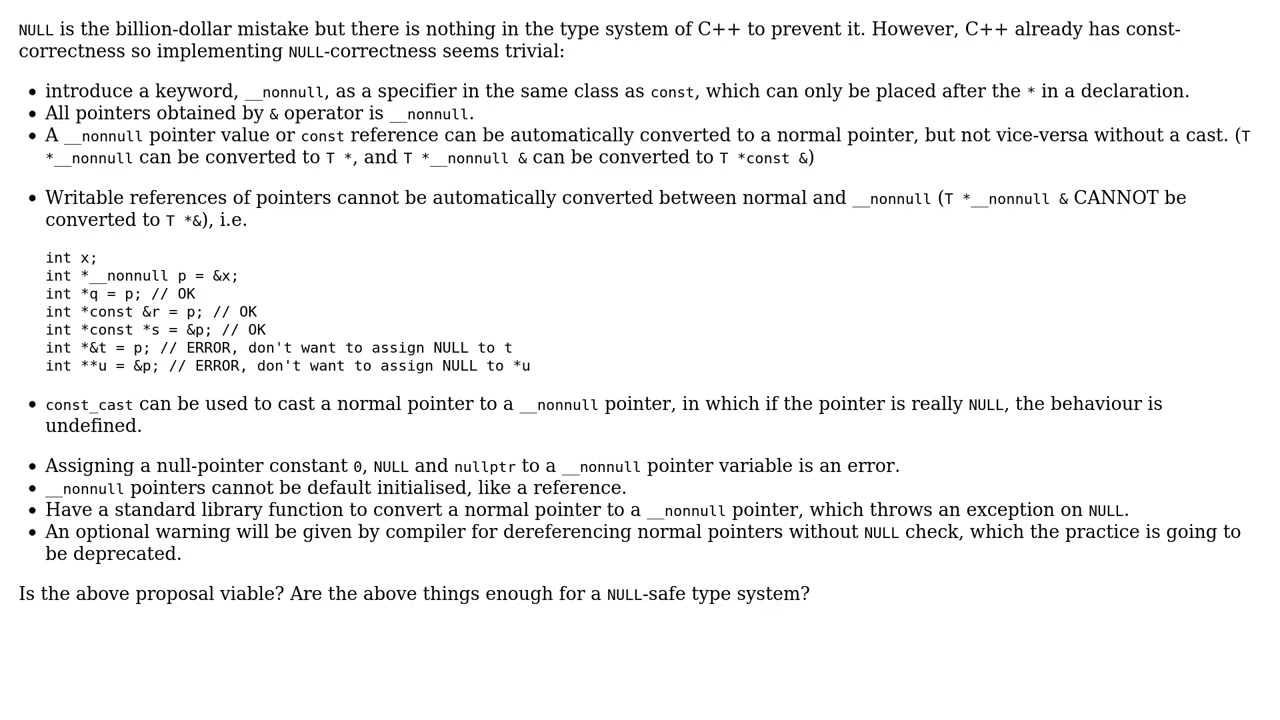 NULL is the billion-dollar mistake but there is nothing in the type system of C++ to prevent it. However, C++ already has const-
correctness so implementing NULL-correctness seems trivial:
• introduce a keyword, __nonnull, as a specifier in the same class as const, which can only be placed after the * in a declaration.
• All pointers obtained by & operator is __nonnull.
• A __nonnull pointer value or const reference can be automatically converted to a normal pointer, but not vice-versa without a cast. (T
*__nonnull can be converted to T *, and T *__nonnull & can be converted to T *const &)
• Writable references of pointers cannot be automatically converted between normal and __nonnull (T *__nonnull & CANNOT be
converted to T *&), i.e.
int x;
int *__nonnull p = &x;
int *q = p; // OK
int *const &r = p; // OK
int *const *s = &p; // OK
int *&t = p; // ERROR, don't want to assign NULL to t
int **u = &p; // ERROR, don't want to assign NULL to *u
• const_cast can be used to cast a normal pointer to a __nonnull pointer, in which if the pointer is really NULL, the behaviour is
undefined.
• Assigning a null-pointer constant 0, NULL and nullptr to a __nonnull pointer variable is an error.
• __nonnull pointers cannot be default initialised, like a reference.
• Have a standard library function to convert a normal pointer to a __nonnull pointer, which throws an exception on NULL.
• An optional warning will be given by compiler for dereferencing normal pointers without NULL check, which the practice is going to
be deprecated.
Is the above proposal viable? Are the above things enough for a NULL-safe type system?